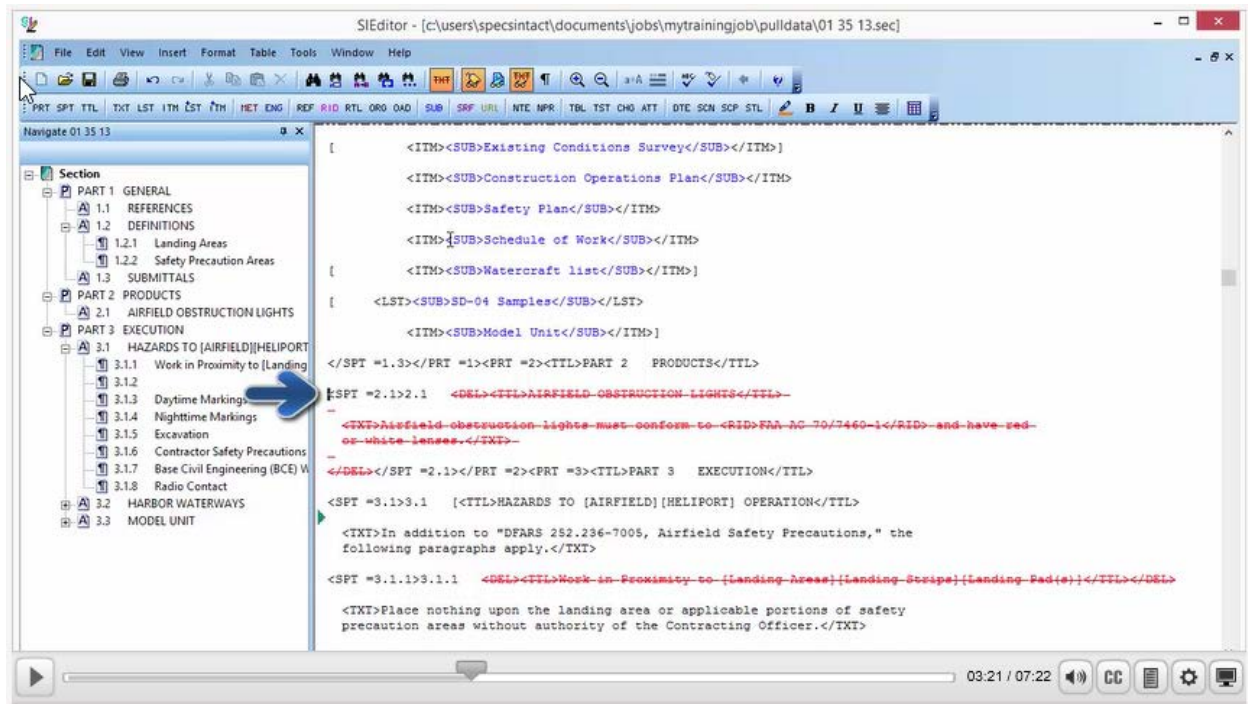 SIEditor - [c:\users\specsintact\documents\jobs\mytrainingjob\pulldata\01 35 13.sec]
File Edit View Insert Format Table Tools Window Help
PRT SPT TTL TXT LST ITM LST ITM MET ENG REF RID RTL ORG OAD SUB SRF URL NTE NPR TBL TST CHG ATT DTE SCN SCP STL B I U
Navigate 01 35 13
Section
PART 1 GENERAL
1.1 REFERENCES
1.2 DEFINITIONS
1.2.1 Landing Areas
1.2.2 Safety Precaution Areas
1.3 SUBMITTALS
PART 2 PRODUCTS
2.1 AIRFIELD OBSTRUCTION LIGHTS
PART 3 EXECUTION
3.1 HAZARDS TO [AIRFIELD][HELIPORT
3.1.1 Work in Proximity to [Landing
3.1.2
3.1.3 Daytime Markings
3.1.4 Nighttime Markings
3.1.5 Excavation
3.1.6 Contractor Safety Precautions
3.1.7 Base Civil Engineering (BCE) W
3.1.8 Radio Contact
3.2 HARBOR WATERWAYS
3.3 MODEL UNIT
[ <ITM><SUB>Existing Conditions Survey</SUB></ITM>]
<ITM><SUB>Construction Operations Plan</SUB></ITM>
<ITM><SUB>Safety Plan</SUB></ITM>
<ITM><SUB>Schedule of Work</SUB></ITM>
[ <ITM><SUB>Watercraft list</SUB></ITM>]
[ <LST><SUB>SD-04 Samples</SUB></LST>
<ITM><SUB>Model Unit</SUB></ITM>]
</SPT =1.3></PRT =1><PRT =2><TTL>PART 2 PRODUCTS</TTL>
<SPT =2.1>2.1 <DEL><TTL>AIRFIELD OBSTRUCTION LIGHTS</TTL>
<TXT>Airfield obstruction lights must conform to <RID>FAA AC 70/7460-1</RID> and have red
or white lenses.</TXT>
</DEL></SPT =2.1></PRT =2><PRT =3><TTL>PART 3 EXECUTION</TTL>
<SPT =3.1>3.1 [<TTL>HAZARDS TO [AIRFIELD][HELIPORT] OPERATION</TTL>
<TXT>In addition to "DFARS 252.236-7005, Airfield Safety Precautions," the
following paragraphs apply.</TXT>
<SPT =3.1.1>3.1.1 <DEL><TTL>Work in Proximity to [Landing Areas][Landing Strips][Landing Pad(s)]</TTL></DEL>
<TXT>Place nothing upon the landing area or applicable portions of safety
precaution areas without authority of the Contracting Officer.</TXT>
03:21 / 07:22 CC